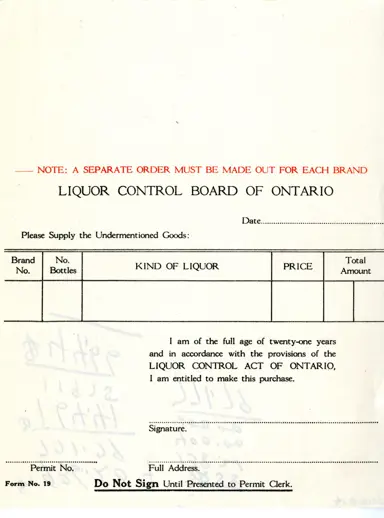 NOTE: A SEPARATE ORDER MUST BE MADE OUT FOR EACH BRAND
LIQUOR CONTROL BOARD OF ONTARIO
Date
Please Supply the Undermentioned Goods:
Brand No. No. Bottles KIND OF LIQUOR PRICE Total Amount
I am of the full age of twenty-one years
and in accordance with the provisions of the
LIQUOR CONTROL ACT OF ONTARIO,
I am entitled to make this purchase.
Signature.
Permit No. Full Address.
Form No. 19 Do Not Sign Until Presented to Permit Clerk.